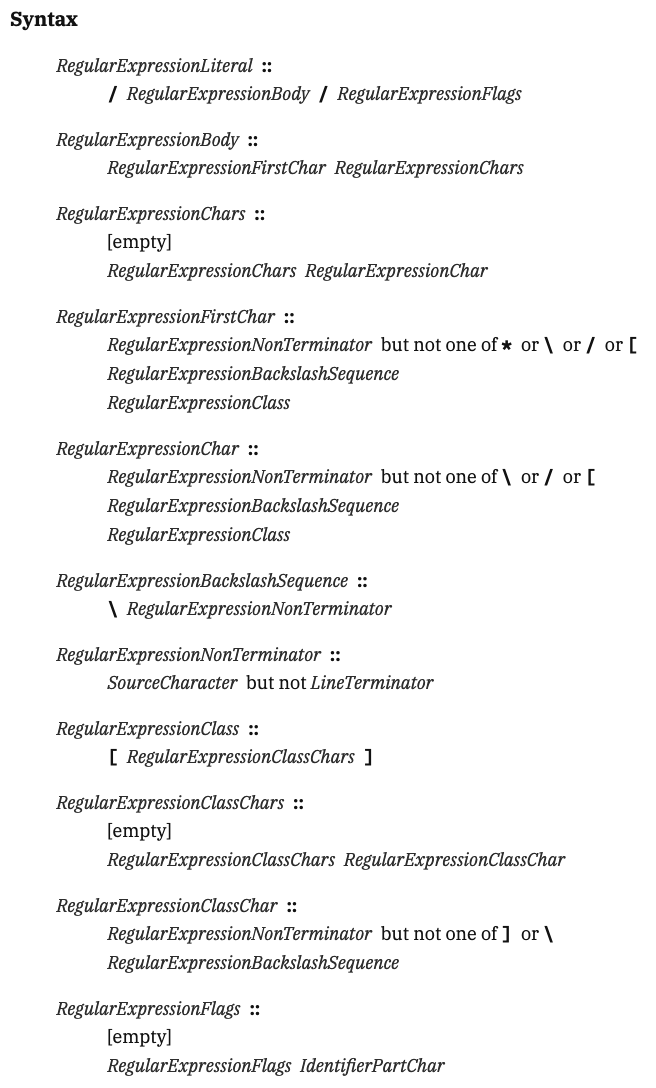 Syntax
RegularExpressionLiteral ::
/ RegularExpressionBody / RegularExpressionFlags
RegularExpressionBody ::
RegularExpressionFirstChar RegularExpressionChars
RegularExpressionChars ::
[empty]
RegularExpressionChars RegularExpressionChar
RegularExpressionFirstChar ::
RegularExpressionNonTerminator but not one of * or \ or / or [
RegularExpressionBackslashSequence
RegularExpressionClass
RegularExpressionChar ::
RegularExpressionNonTerminator but not one of \ or / or [
RegularExpressionBackslashSequence
RegularExpressionClass
RegularExpressionBackslashSequence ::
\ RegularExpressionNonTerminator
RegularExpressionNonTerminator ::
SourceCharacter but not LineTerminator
RegularExpressionClass ::
[ RegularExpressionClassChars ]
RegularExpressionClassChars ::
[empty]
RegularExpressionClassChars RegularExpressionClassChar
RegularExpressionClassChar ::
RegularExpressionNonTerminator but not one of ] or \
RegularExpressionBackslashSequence
RegularExpressionFlags ::
[empty]
RegularExpressionFlags IdentifierPartChar